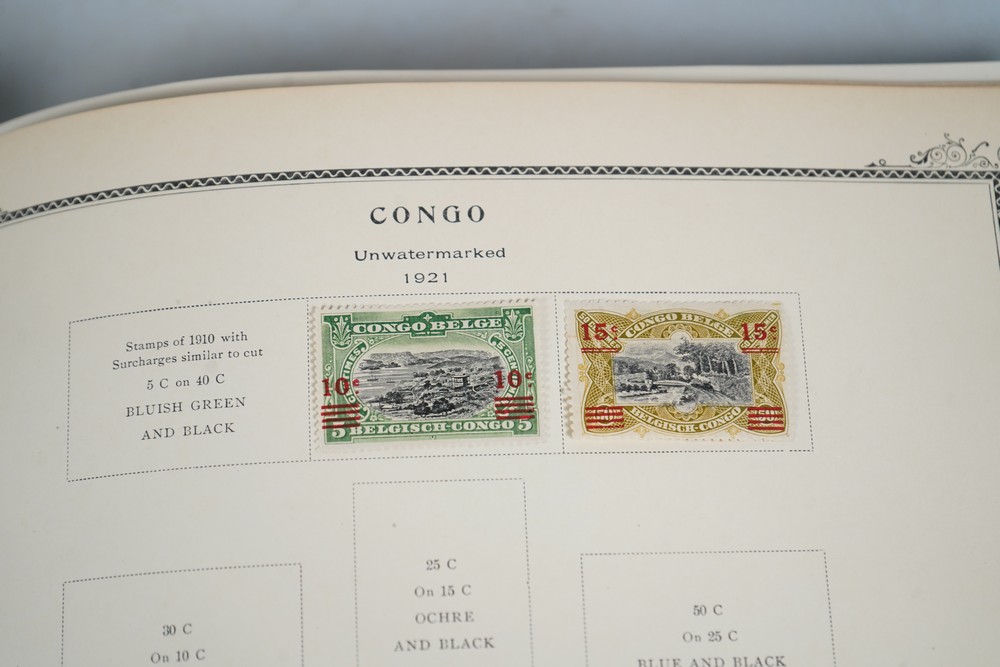 CONGO
Unwatermarked
1921
Stamps of 1910 with
Surcharges similar to cut
5 C on 40 C
BLUISH GREEN
AND BLACK
CONGO BELGE
10c 10c
5 BELGISCH-CONGO 5
15c 15c
CONGO BELGE
BELGISCH-CONGO
30 C
On 10 C
25 C
On 15 C
OCHRE
AND BLACK
50 C
On 25 C
BLUE AND BLACK